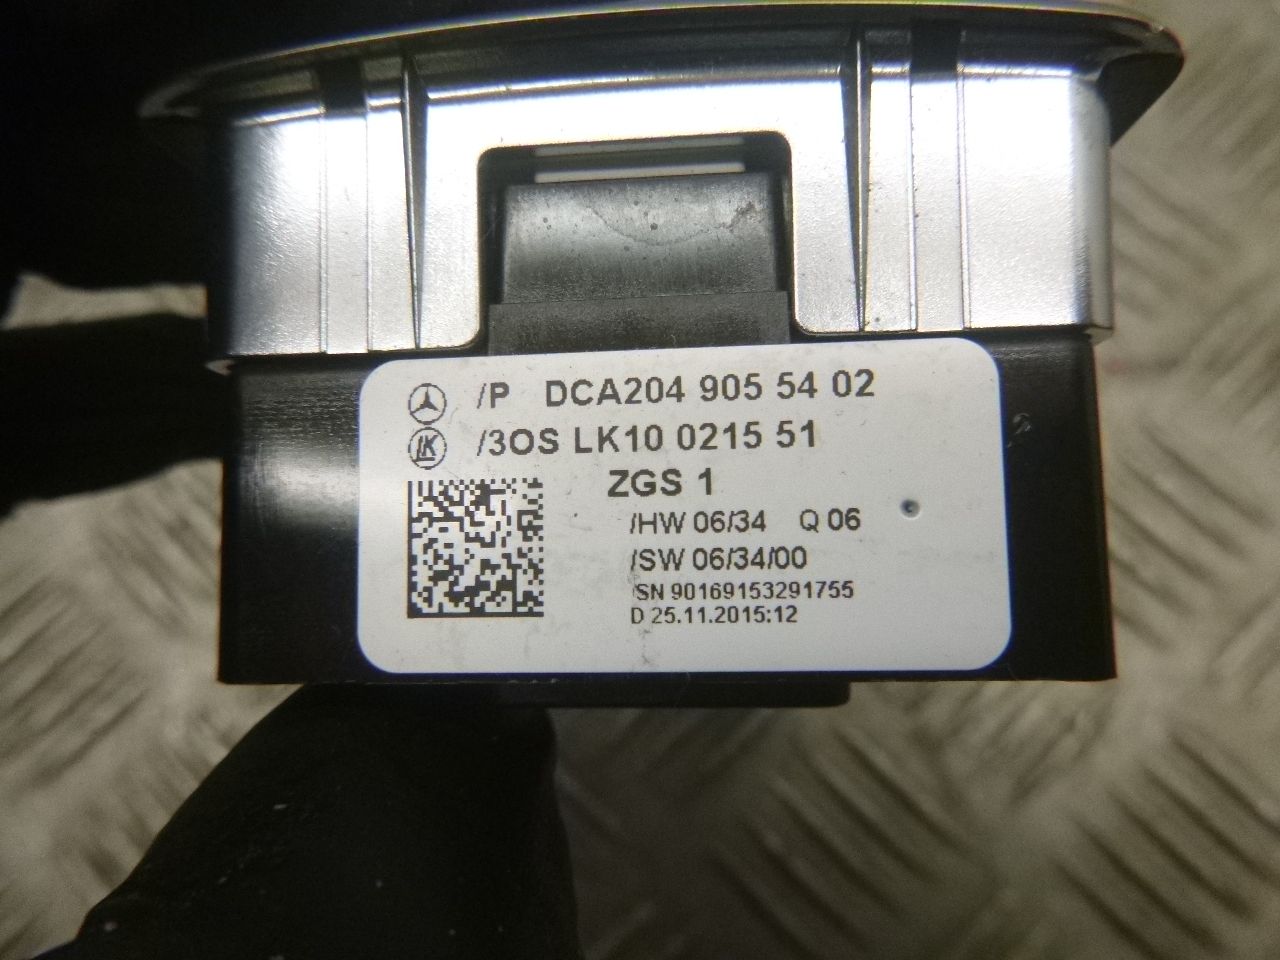 /P DCA204 905 54 02
LK /3OS LK10 0215 51
ZGS 1
/HW 06/34 Q 06
/SW 06/34/00
/SN 90169153291755
D 25.11.2015:12